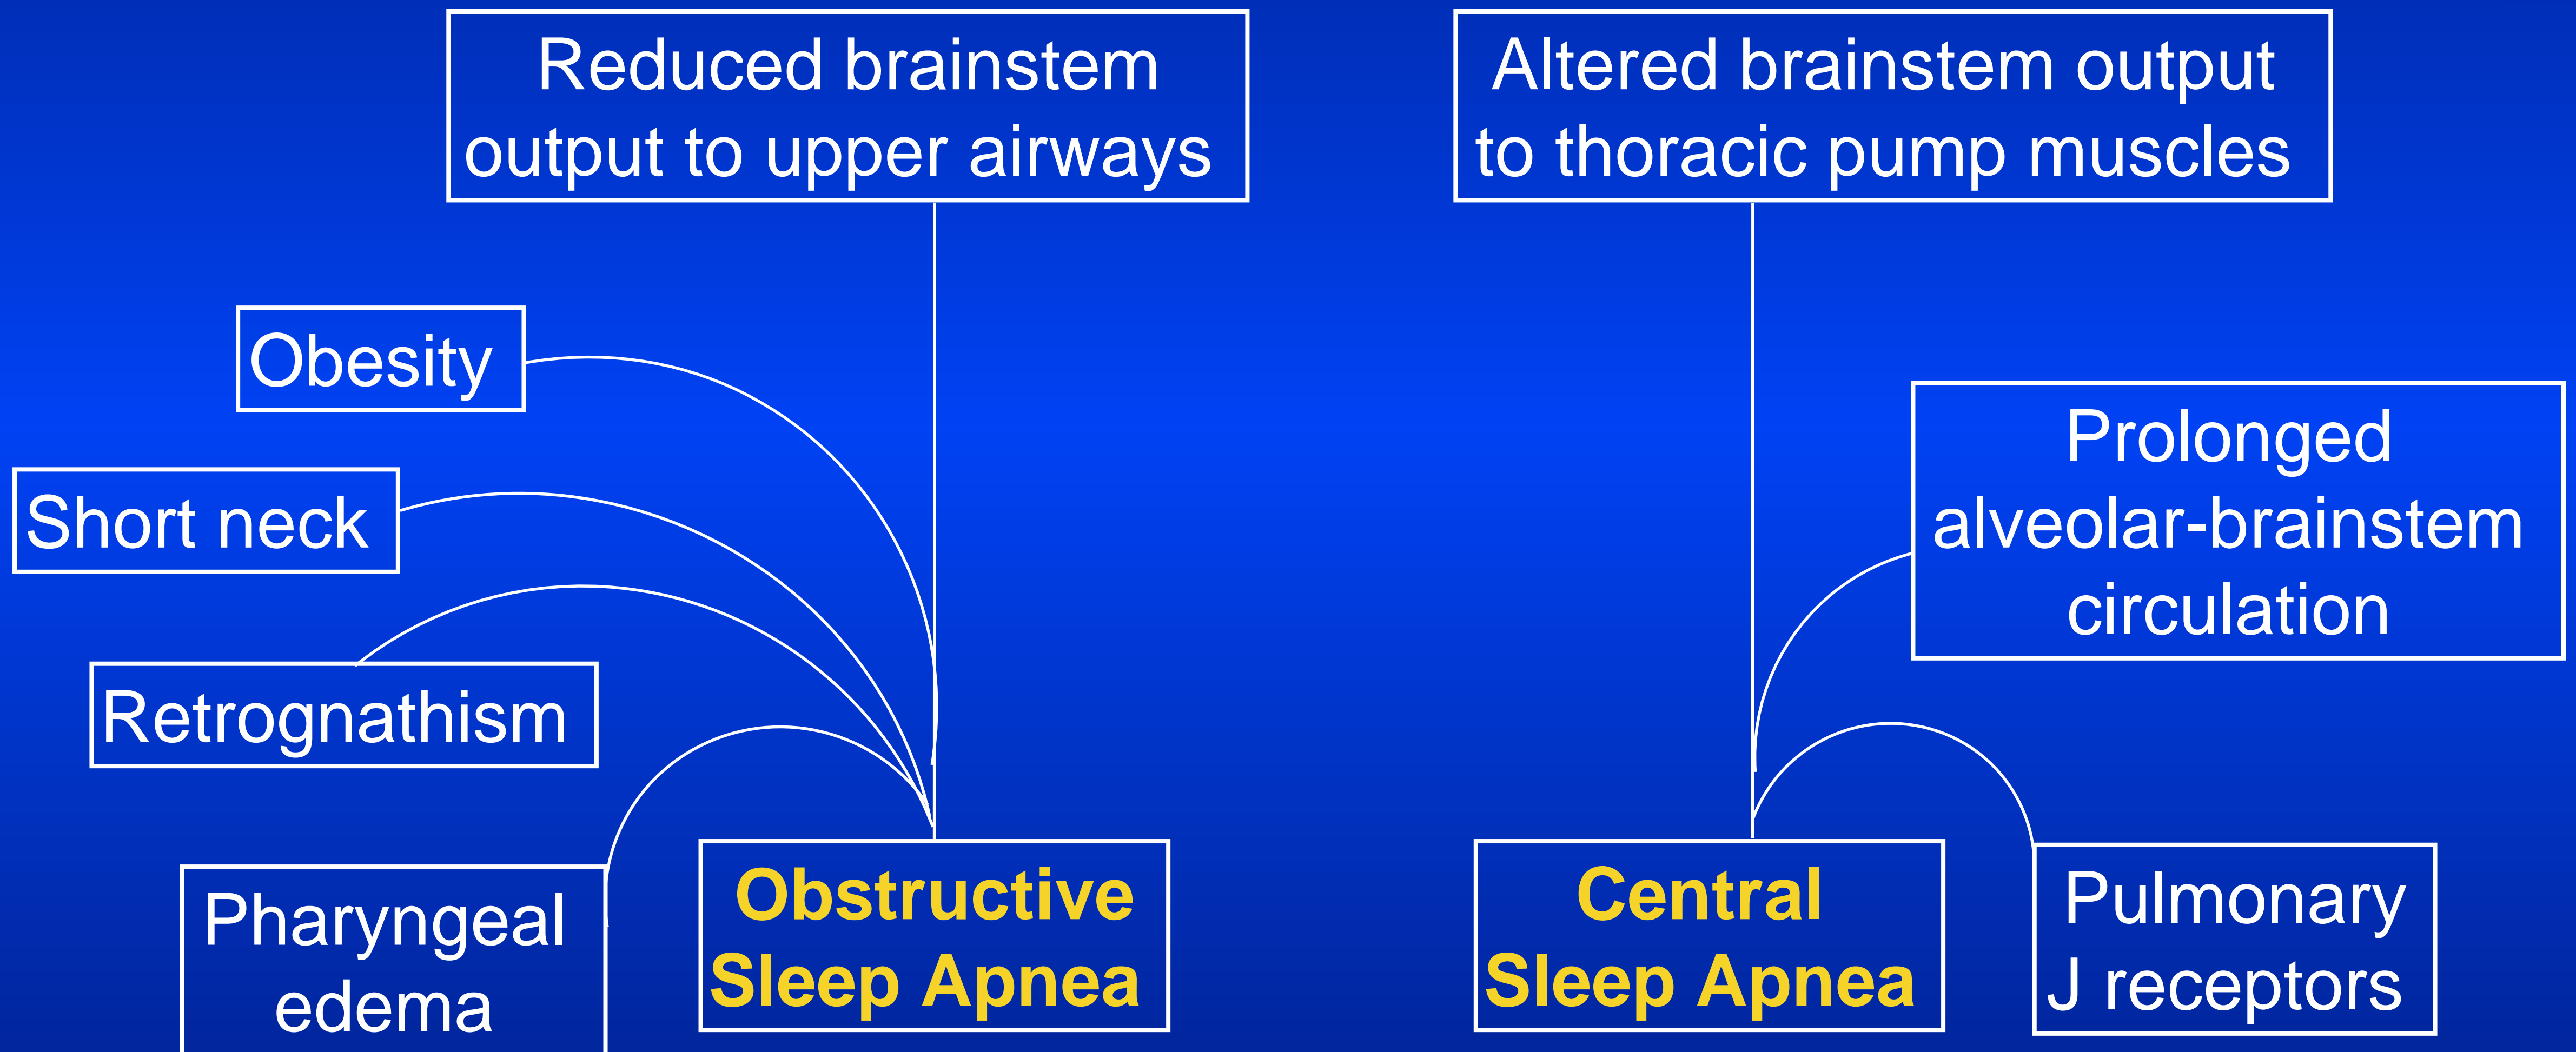 Reduced brainstem
output to upper airways
Altered brainstem output
to thoracic pump muscles
Obesity
Short neck
Retrognathism
Pharyngeal
edema
Obstructive
Sleep Apnea
Prolonged
alveolar-brainstem
circulation
Central
Sleep Apnea
Pulmonary
J receptors